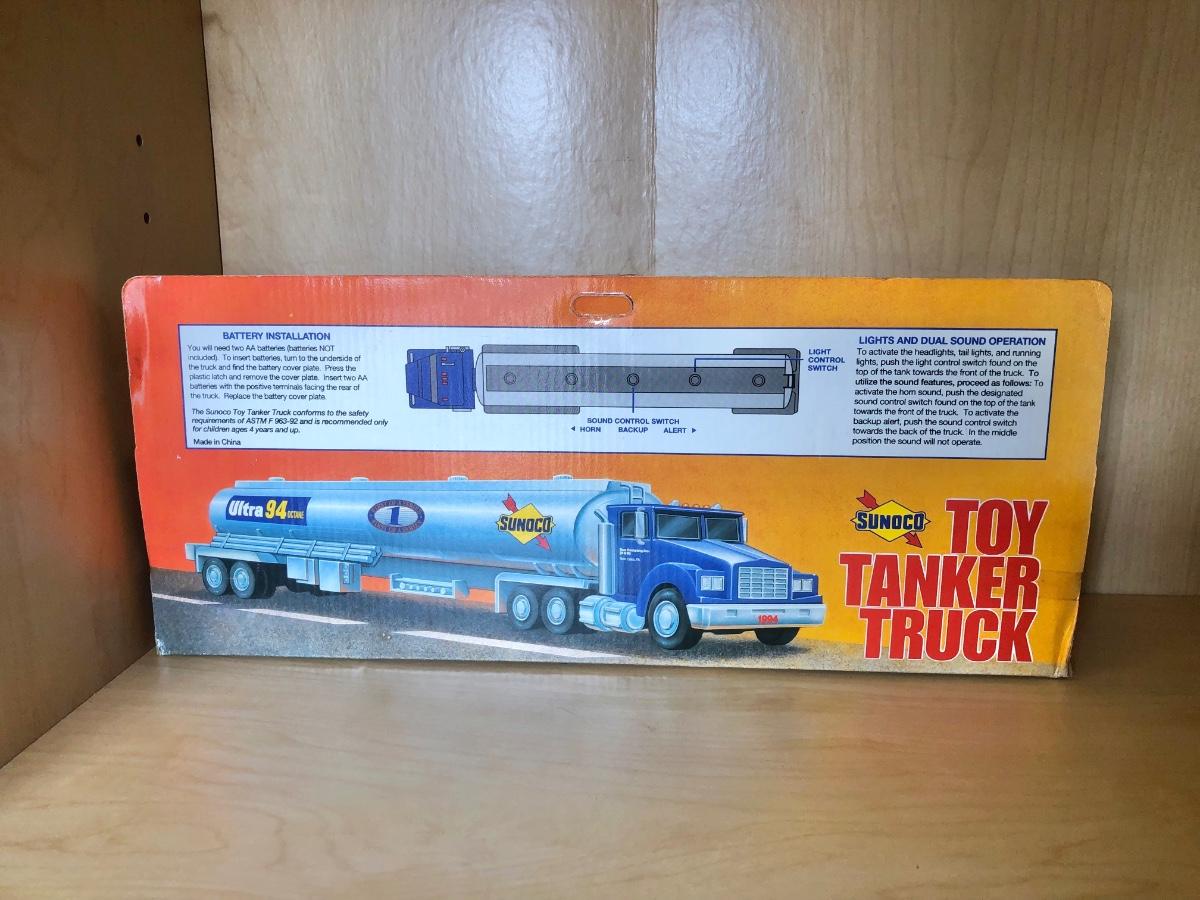 BATTERY INSTALLATION
You will need two AA batteries (batteries NOT
included). To insert batteries, turn to the underside of
the truck and find the battery cover plate. Press the
plastic latch and remove the cover plate. Insert two AA
batteries with the positive terminals facing the rear of
the truck. Replace the battery cover plate.
The Sunoco Toy Tanker Truck conforms to the safety
requirements of ASTM F 963-92 and is recommended only
for children ages 4 years and up.
Made in China
LIGHT
CONTROL
SWITCH
SOUND CONTROL SWITCH
◄ HORN BACKUP ALERT ►
LIGHTS AND DUAL SOUND OPERATION
To activate the headlights, tail lights, and running
lights, push the light control switch found on the
top of the tank towards the front of the truck. To
utilize the sound features, proceed as follows: To
activate the horn sound, push the designated
sound control switch found on the top of the tank
towards the front of the truck. To activate the
backup alert, push the sound control switch
towards the back of the truck. In the middle
position the sound will not operate.
Ultra 94 OCTANE
1
SUNOCO
1994
SUNOCO
TOY
TANKER
TRUCK